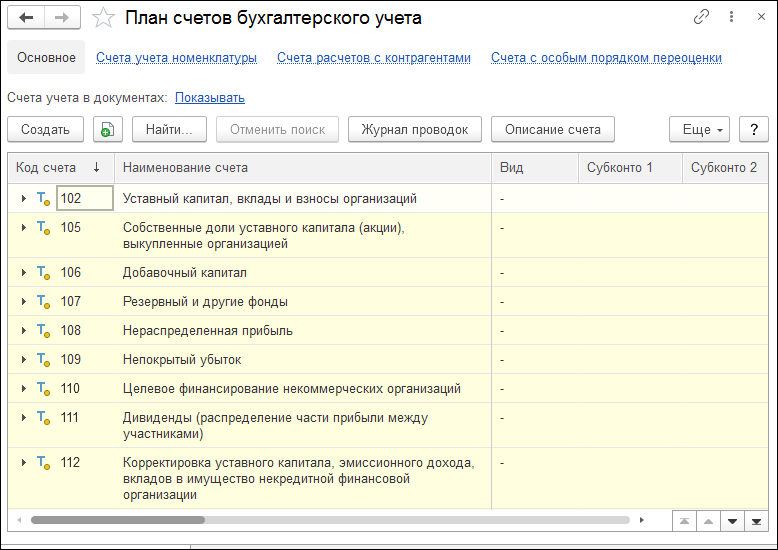 План счетов бухгалтерского учета
Основное Счета учета номенклатуры Счета расчетов с контрагентами Счета с особым порядком переоценки
Счета учета в документах: Показывать
Создать Найти... Отменить поиск Журнал проводок Описание счета Еще ?
Код счета Наименование счета Вид Субконто 1 Субконто 2
102 Уставный капитал, вклады и взносы организаций -
105 Собственные доли уставного капитала (акции), -
выкупленные организацией
106 Добавочный капитал -
107 Резервный и другие фонды -
108 Нераспределенная прибыль -
109 Непокрытый убыток -
110 Целевое финансирование некоммерческих организаций -
111 Дивиденды (распределение части прибыли между -
участниками)
112 Корректировка уставного капитала, эмиссионного дохода, -
вкладов в имущество некредитной финансовой
организации